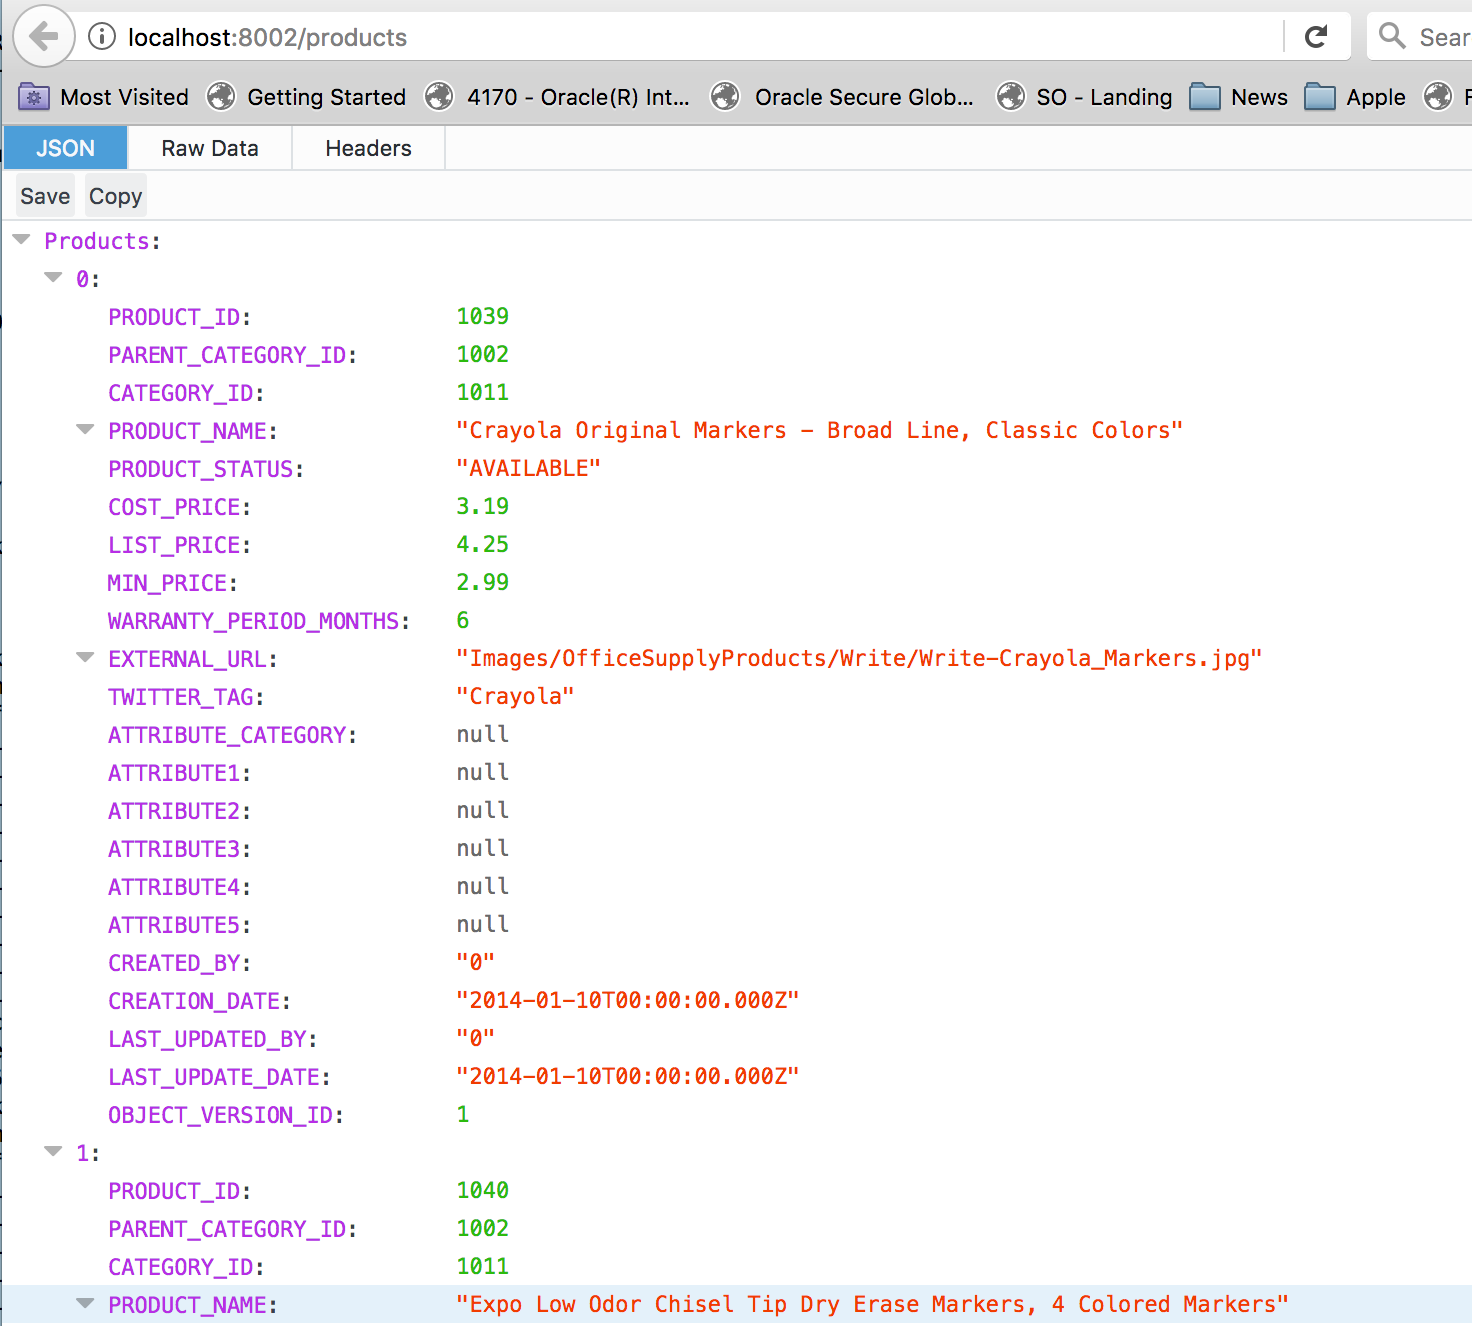 localhost:8002/products
Sear
Most Visited Getting Started 4170 - Oracle(R) Int... Oracle Secure Glob... SO - Landing News Apple F
JSON Raw Data Headers
Save Copy
Products:
0:
PRODUCT_ID: 1039
PARENT_CATEGORY_ID: 1002
CATEGORY_ID: 1011
PRODUCT_NAME: "Crayola Original Markers - Broad Line, Classic Colors"
PRODUCT_STATUS: "AVAILABLE"
COST_PRICE: 3.19
LIST_PRICE: 4.25
MIN_PRICE: 2.99
WARRANTY_PERIOD_MONTHS: 6
EXTERNAL_URL: "Images/OfficeSupplyProducts/Write/Write-Crayola_Markers.jpg"
TWITTER_TAG: "Crayola"
ATTRIBUTE_CATEGORY: null
ATTRIBUTE1: null
ATTRIBUTE2: null
ATTRIBUTE3: null
ATTRIBUTE4: null
ATTRIBUTE5: null
CREATED_BY: "0"
CREATION_DATE: "2014-01-10T00:00:00.000Z"
LAST_UPDATED_BY: "0"
LAST_UPDATE_DATE: "2014-01-10T00:00:00.000Z"
OBJECT_VERSION_ID: 1
1:
PRODUCT_ID: 1040
PARENT_CATEGORY_ID: 1002
CATEGORY_ID: 1011
PRODUCT_NAME: "Expo Low Odor Chisel Tip Dry Erase Markers, 4 Colored Markers"